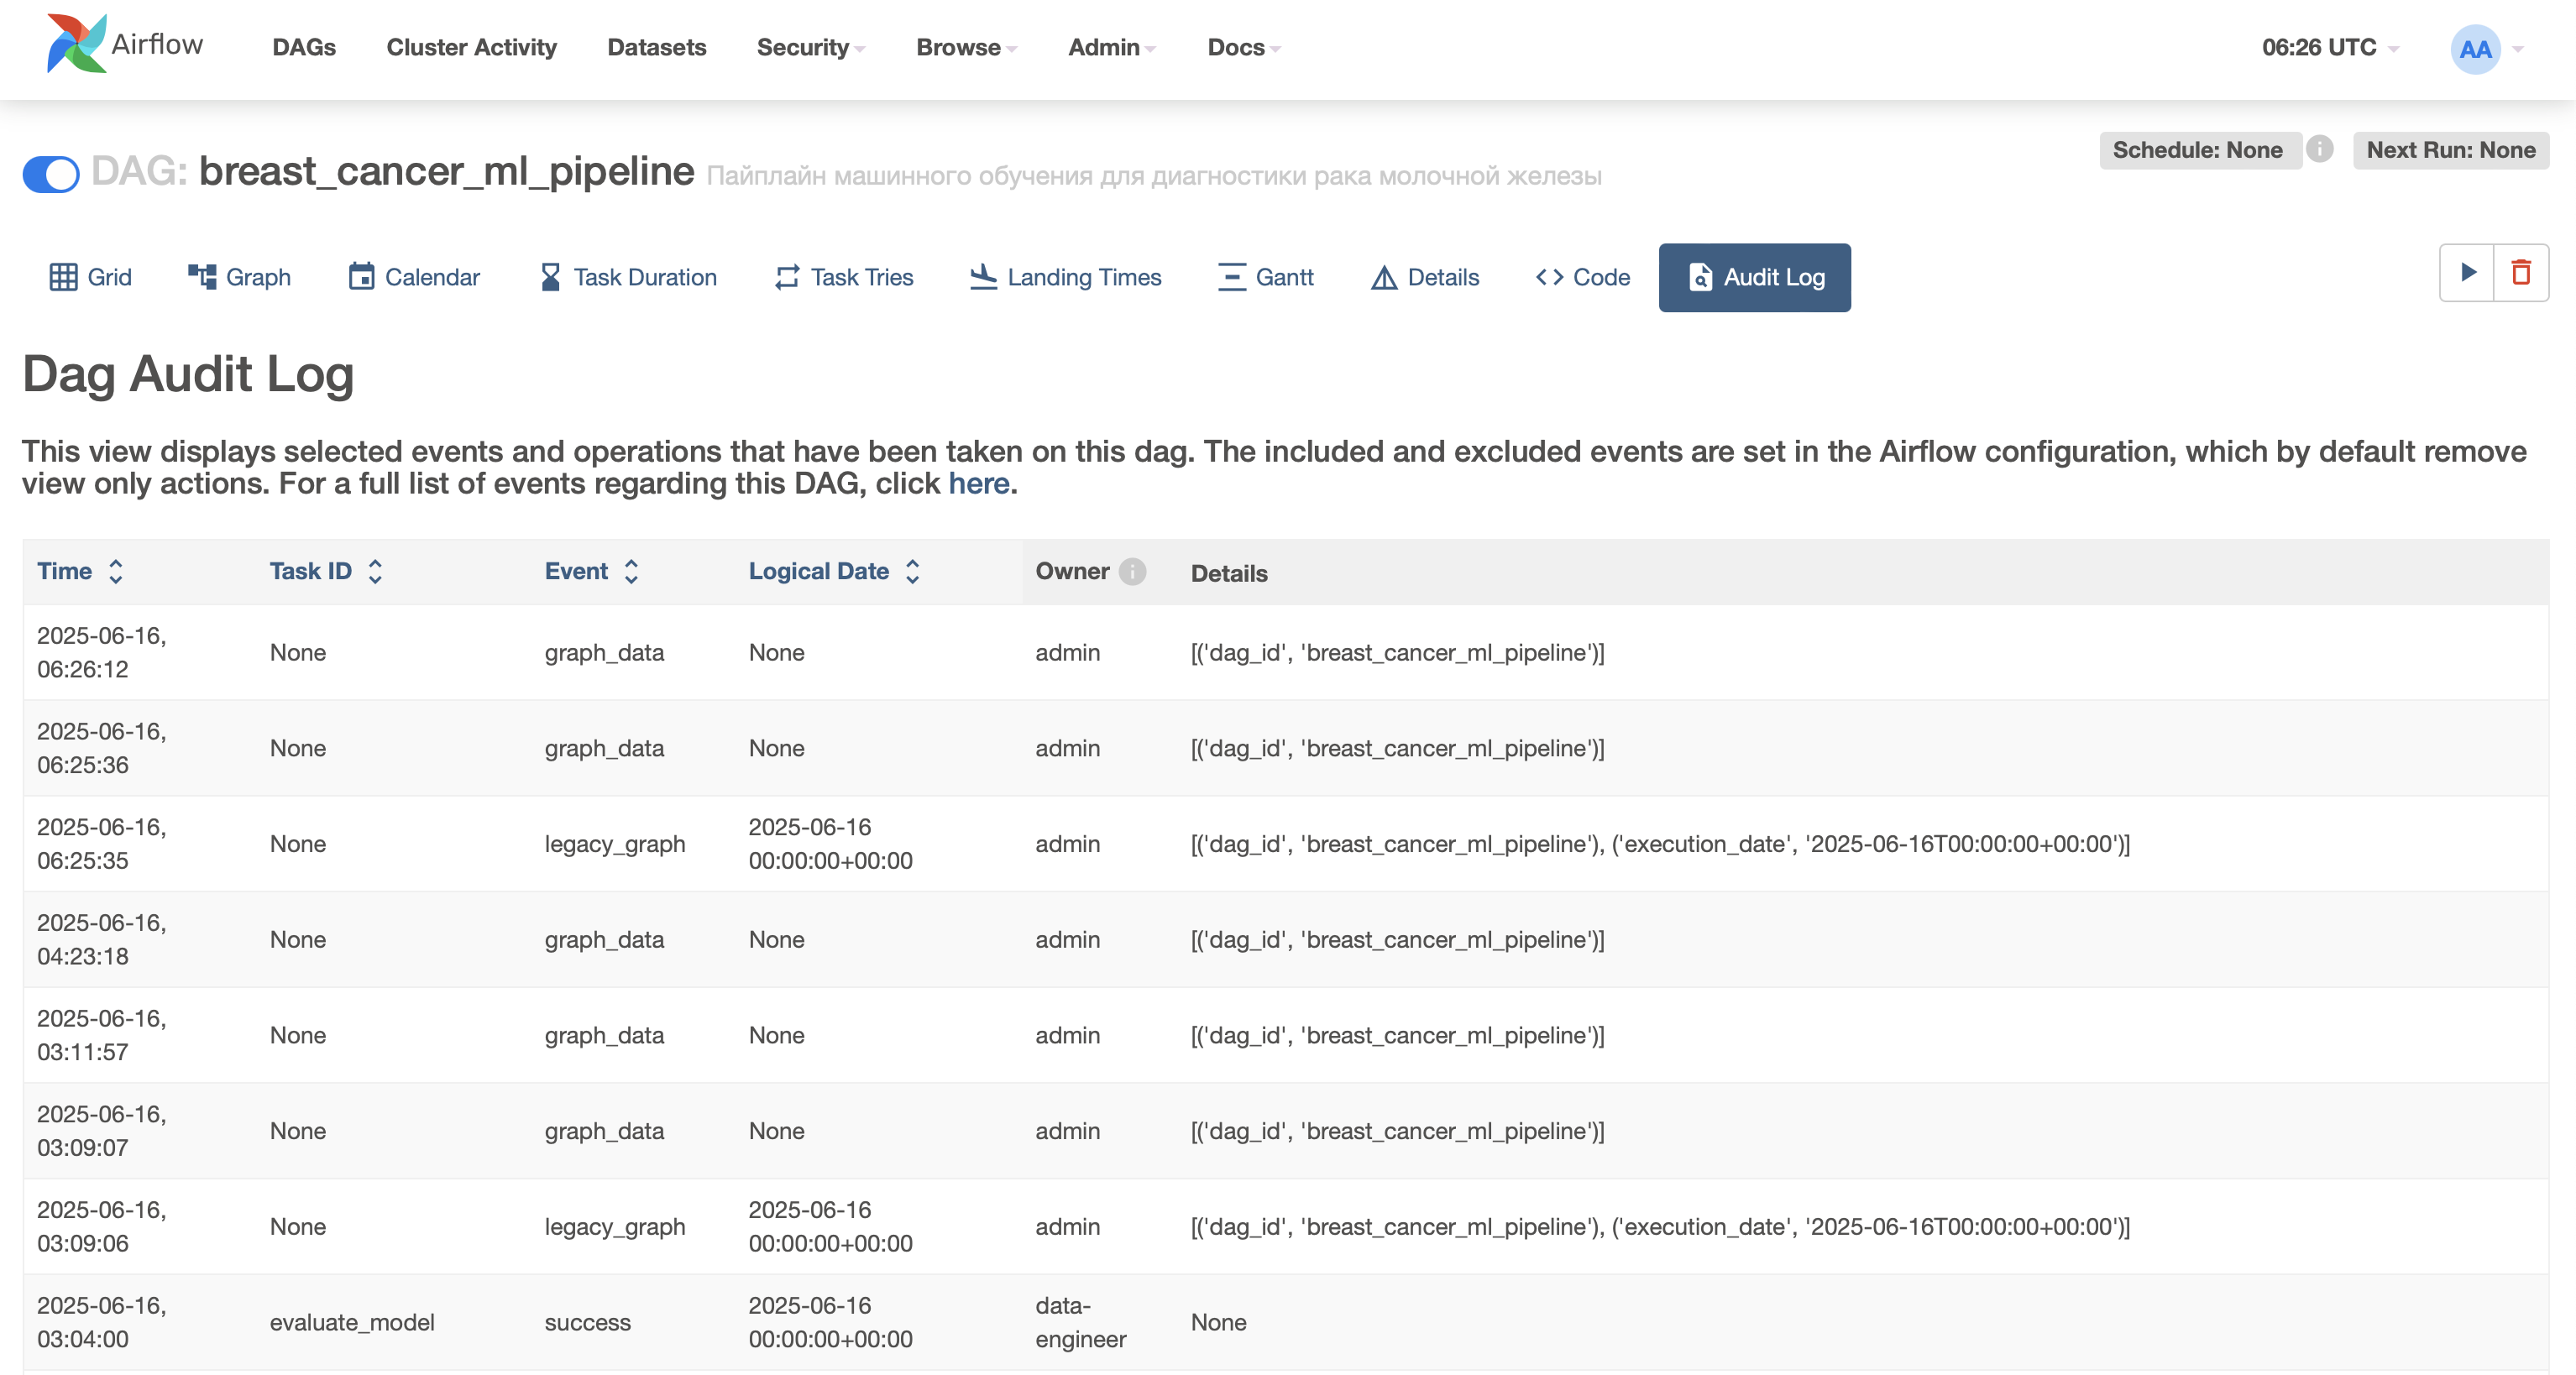 Airflow DAGs Cluster Activity Datasets Security Browse Admin Docs 06:26 UTC AA
DAG: breast_cancer_ml_pipeline Пайплайн машинного обучения для диагностики рака молочной железы Schedule: None Next Run: None
Grid Graph Calendar Task Duration Task Tries Landing Times Gantt Details Code Audit Log
Dag Audit Log
This view displays selected events and operations that have been taken on this dag. The included and excluded events are set in the Airflow configuration, which by default remove
view only actions. For a full list of events regarding this DAG, click here.
Time Task ID Event Logical Date Owner Details
2025-06-16,
06:26:12 None graph_data None admin [('dag_id', 'breast_cancer_ml_pipeline')]
2025-06-16,
06:25:36 None graph_data None admin [('dag_id', 'breast_cancer_ml_pipeline')]
2025-06-16,
06:25:35 None legacy_graph 2025-06-16
00:00:00+00:00 admin [('dag_id', 'breast_cancer_ml_pipeline'), ('execution_date', '2025-06-16T00:00:00+00:00')]
2025-06-16,
04:23:18 None graph_data None admin [('dag_id', 'breast_cancer_ml_pipeline')]
2025-06-16,
03:11:57 None graph_data None admin [('dag_id', 'breast_cancer_ml_pipeline')]
2025-06-16,
03:09:07 None graph_data None admin [('dag_id', 'breast_cancer_ml_pipeline')]
2025-06-16,
03:09:06 None legacy_graph 2025-06-16
00:00:00+00:00 admin [('dag_id', 'breast_cancer_ml_pipeline'), ('execution_date', '2025-06-16T00:00:00+00:00')]
2025-06-16,
03:04:00 evaluate_model success 2025-06-16
00:00:00+00:00 data-
engineer None